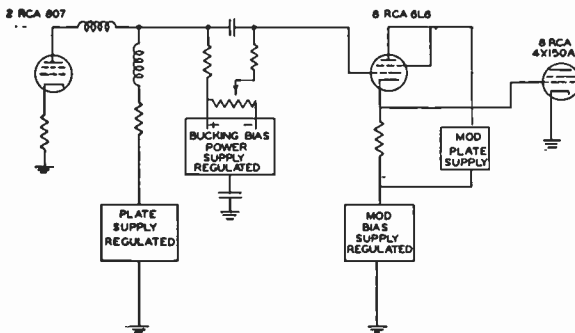 2 RCA 807
8 RCA 6L6
8 RCA
4X150A
+ -
BUCKING BIAS
POWER
SUPPLY
REGULATED
MOD
PLATE
SUPPLY
PLATE
SUPPLY
REGULATED
MOD
BIAS
SUPPLY
REGULATED